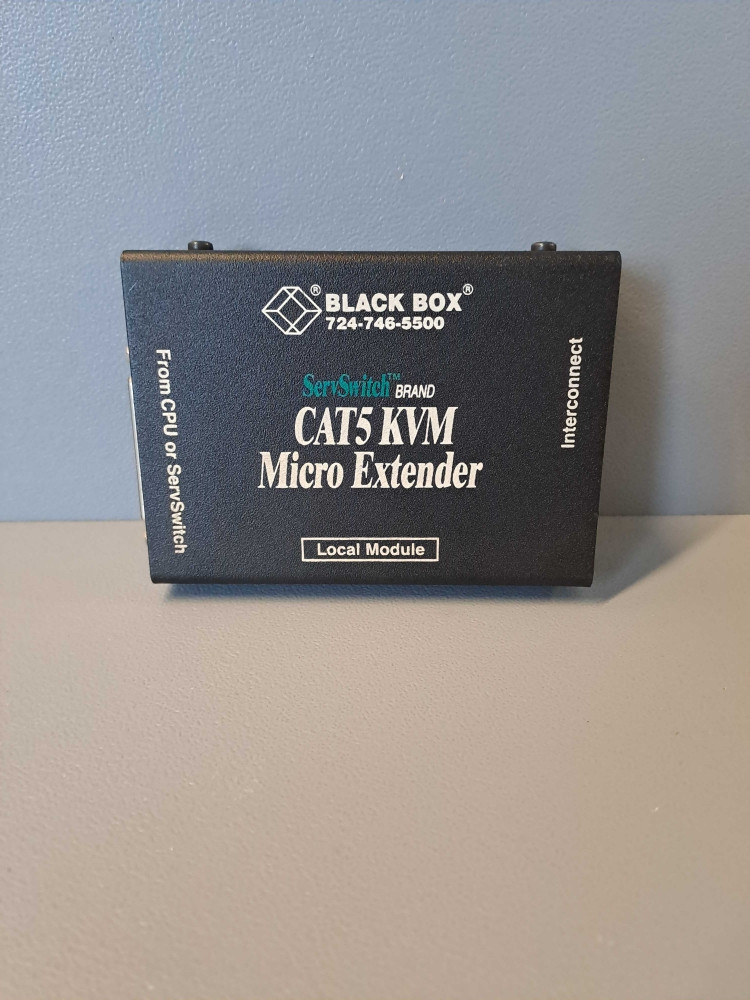 ® BLACK BOX®
724-746-5500
From CPU or ServSwitch
Interconnect
ServSwitch™ BRAND
CAT5 KVM
Micro Extender
Local Module